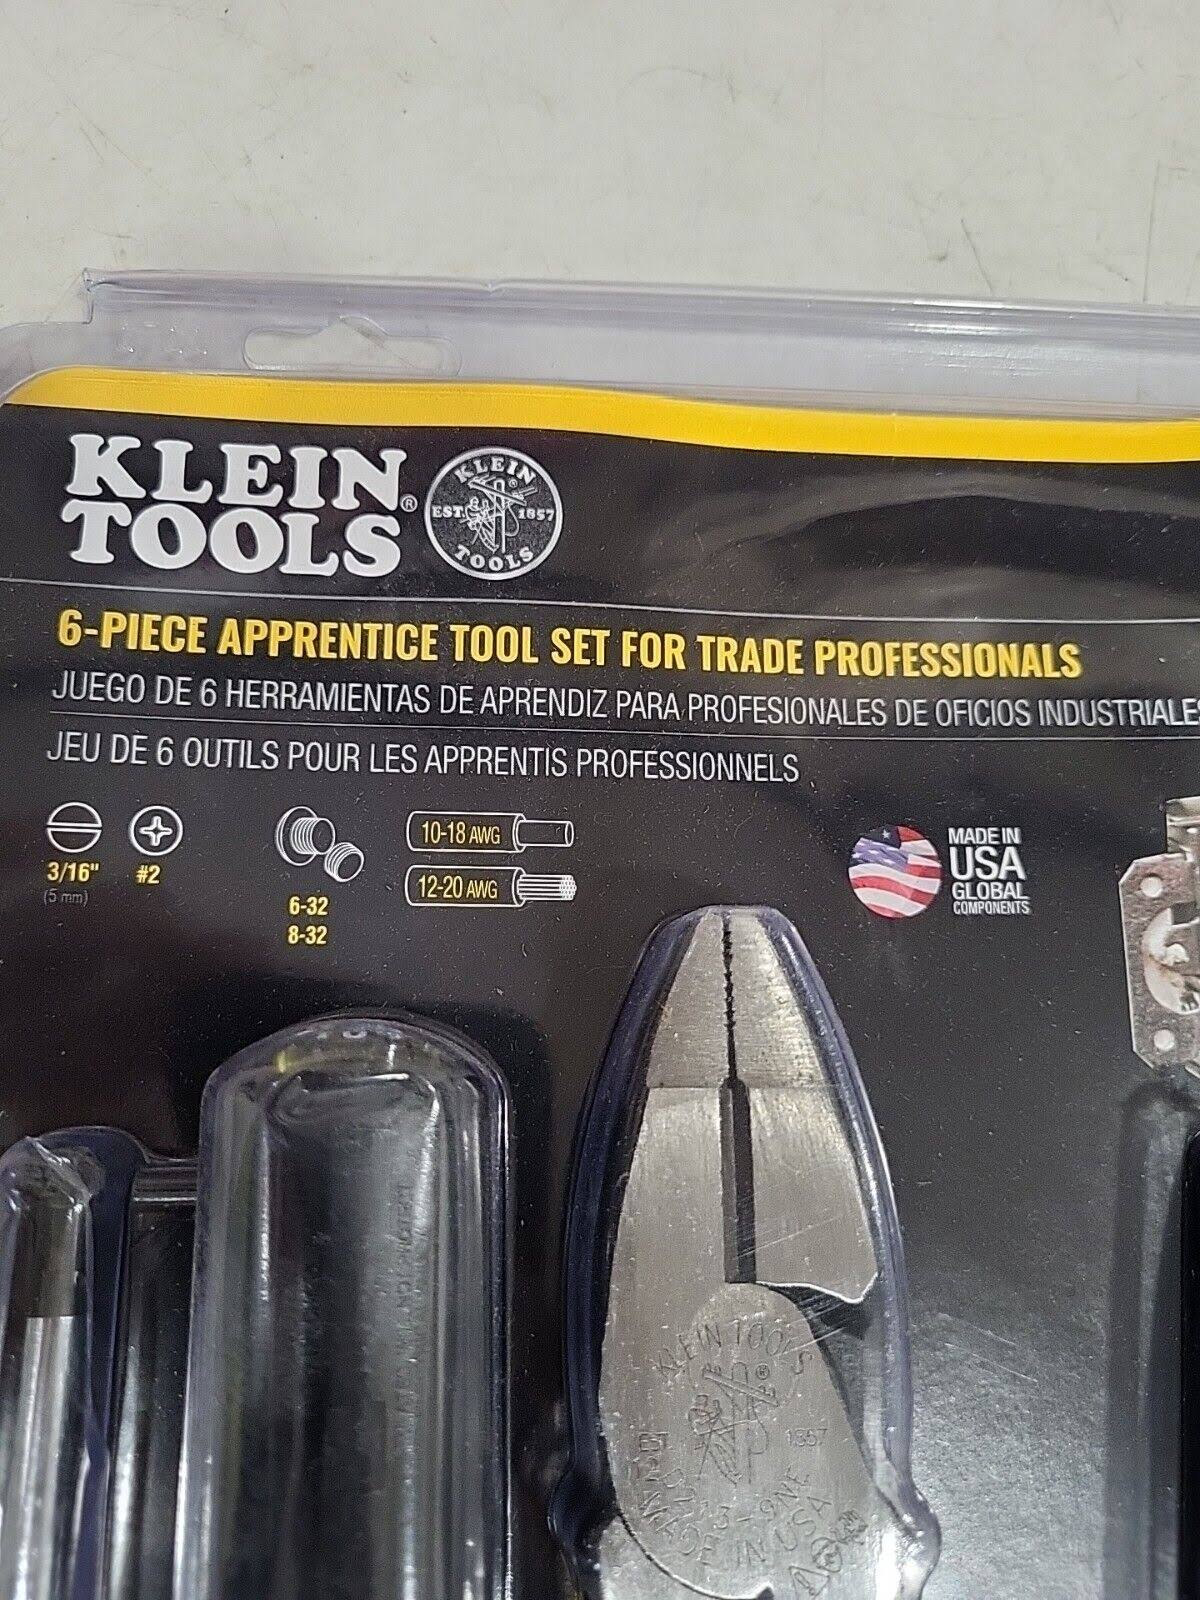 KLEIN
TOOLS®
KLEIN
EST. 1857
TOOLS
6-PIECE APPRENTICE TOOL SET FOR TRADE PROFESSIONALS
JUEGO DE 6 HERRAMIENTAS DE APRENDIZ PARA PROFESIONALES DE OFICIOS INDUSTRIALES
JEU DE 6 OUTILS POUR LES APPRENTIS PROFESSIONNELS
3/16"
(5 mm)
#2
6-32
8-32
10-18 AWG
12-20 AWG
MADE IN
USA
GLOBAL
COMPONENTS
KLEIN TOOLS
®
1857
D213-9NE
MADE IN USA